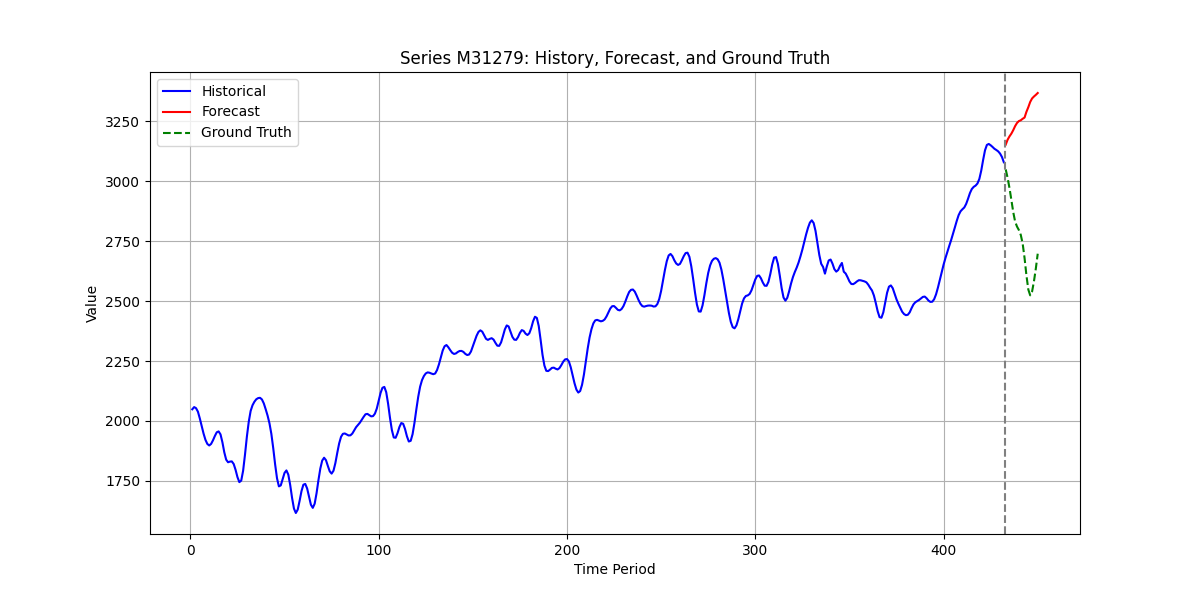 Series M31279: History, Forecast, and Ground Truth
Historical
Forecast
Ground Truth
3250
3000
2750
2500
2250
2000
1750
Value
0 100 200 300 400
Time Period